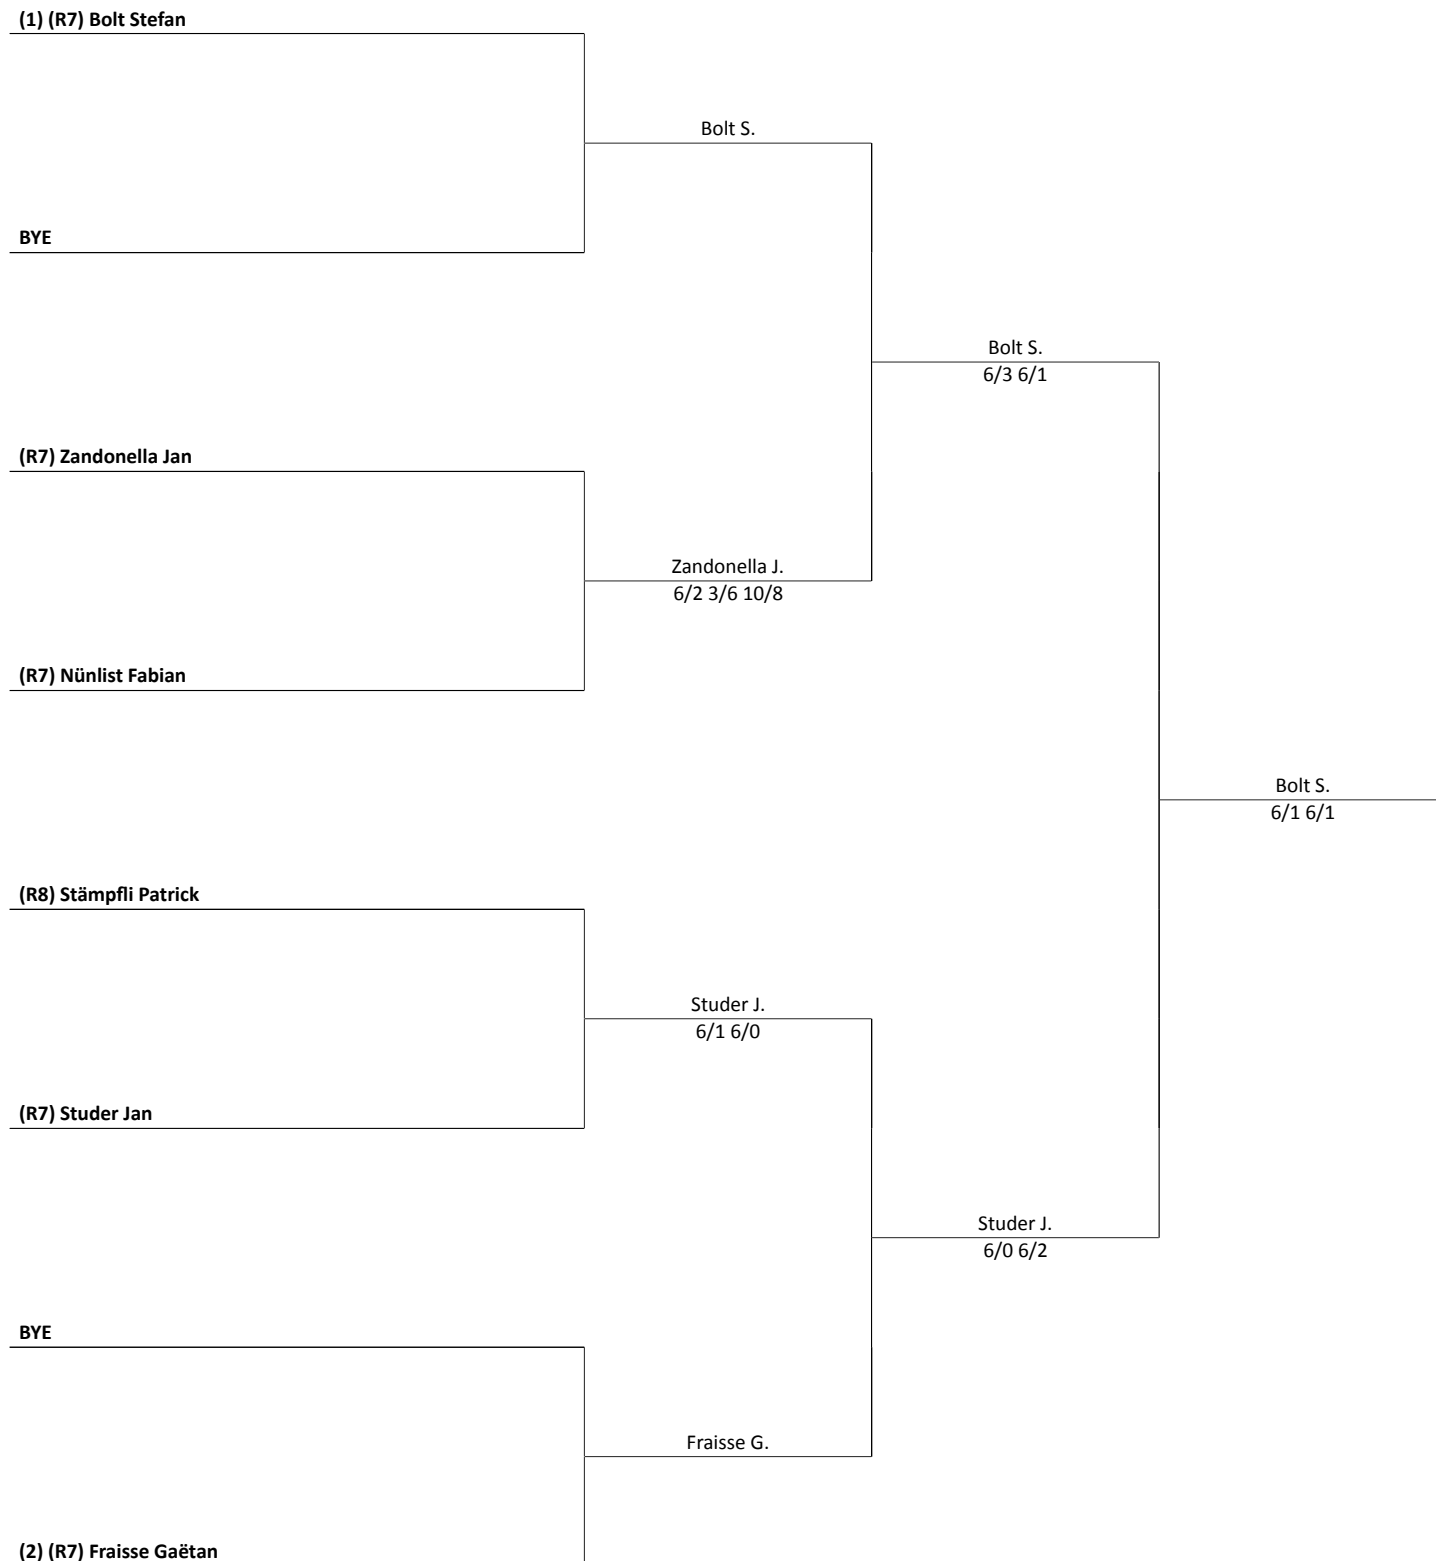 (1) (R7) Bolt Stefan
Bolt S.
BYE
Bolt S.
6/3 6/1
(R7) Zandonella Jan
Zandonella J.
6/2 3/6 10/8
(R7) Nünlist Fabian
Bolt S.
6/1 6/1
(R8) Stämpfli Patrick
Studer J.
6/1 6/0
(R7) Studer Jan
Studer J.
6/0 6/2
BYE
Fraisse G.
(2) (R7) Fraisse Gaëtan